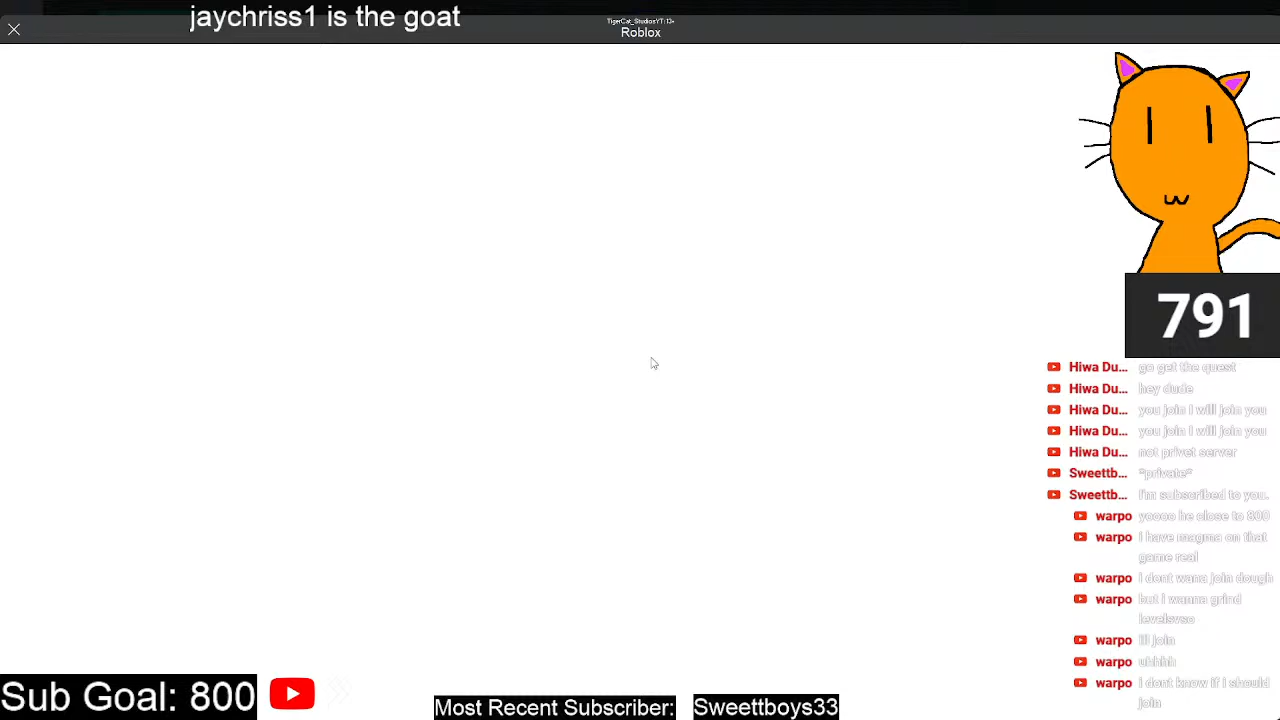 jaychriss1 is the goat
TigerCat_StudiosYT: 13+
Roblox
791
Hiwa Du... go get the quest
Hiwa Du... hey dude
Hiwa Du... you join I will join you
Hiwa Du... you join I will join you
Hiwa Du... not privet server
Sweettb... *private*
Sweettb... I'm subscribed to you.
warpo yoooo he close to 800
warpo i have magma on that
game real
warpo i dont wana join dough
warpo but i wanna grind
levelsvso
warpo ill join
warpo uhhhh
warpo i dont know if i should
join
Sub Goal: 800
Most Recent Subscriber: Sweettboys33